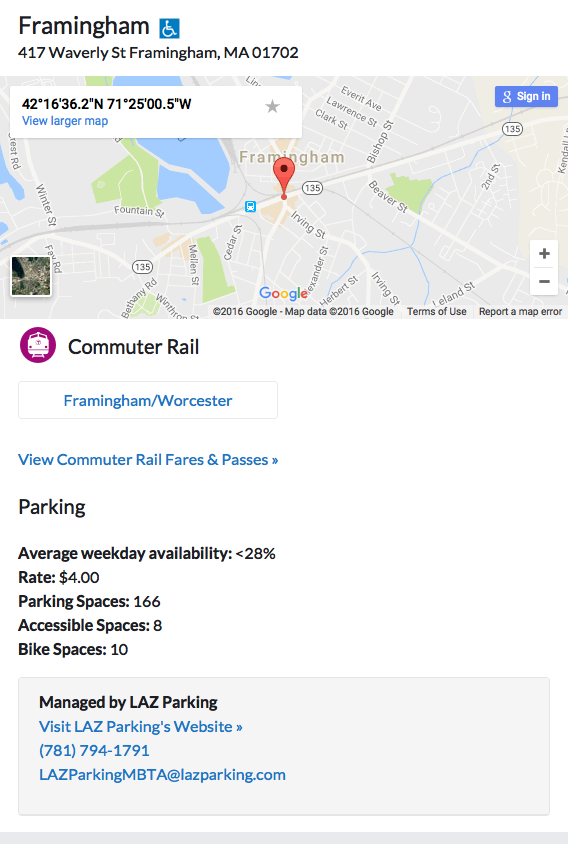 Framingham
417 Waverly St Framingham, MA 01702
42°16'36.2"N 71°25'00.5"W
View larger map
Sign in
Everit Ave
Lawrence St
Clark St
Bishop St
135
Kendall
Framingham
2nd St
135
Beaver St
Winter St
Fountain St
Irving St
Cedar St
Mellen St
135
Bethany Rd
Herbert St
Irving St
Leland St
Google
©2016 Google - Map data ©2016 Google Terms of Use Report a map error
Commuter Rail
Framingham/Worcester
View Commuter Rail Fares & Passes »
Parking
Average weekday availability: <28%
Rate: $4.00
Parking Spaces: 166
Accessible Spaces: 8
Bike Spaces: 10
Managed by LAZ Parking
Visit LAZ Parking's Website »
(781) 794-1791
LAZParkingMBTA@lazparking.com